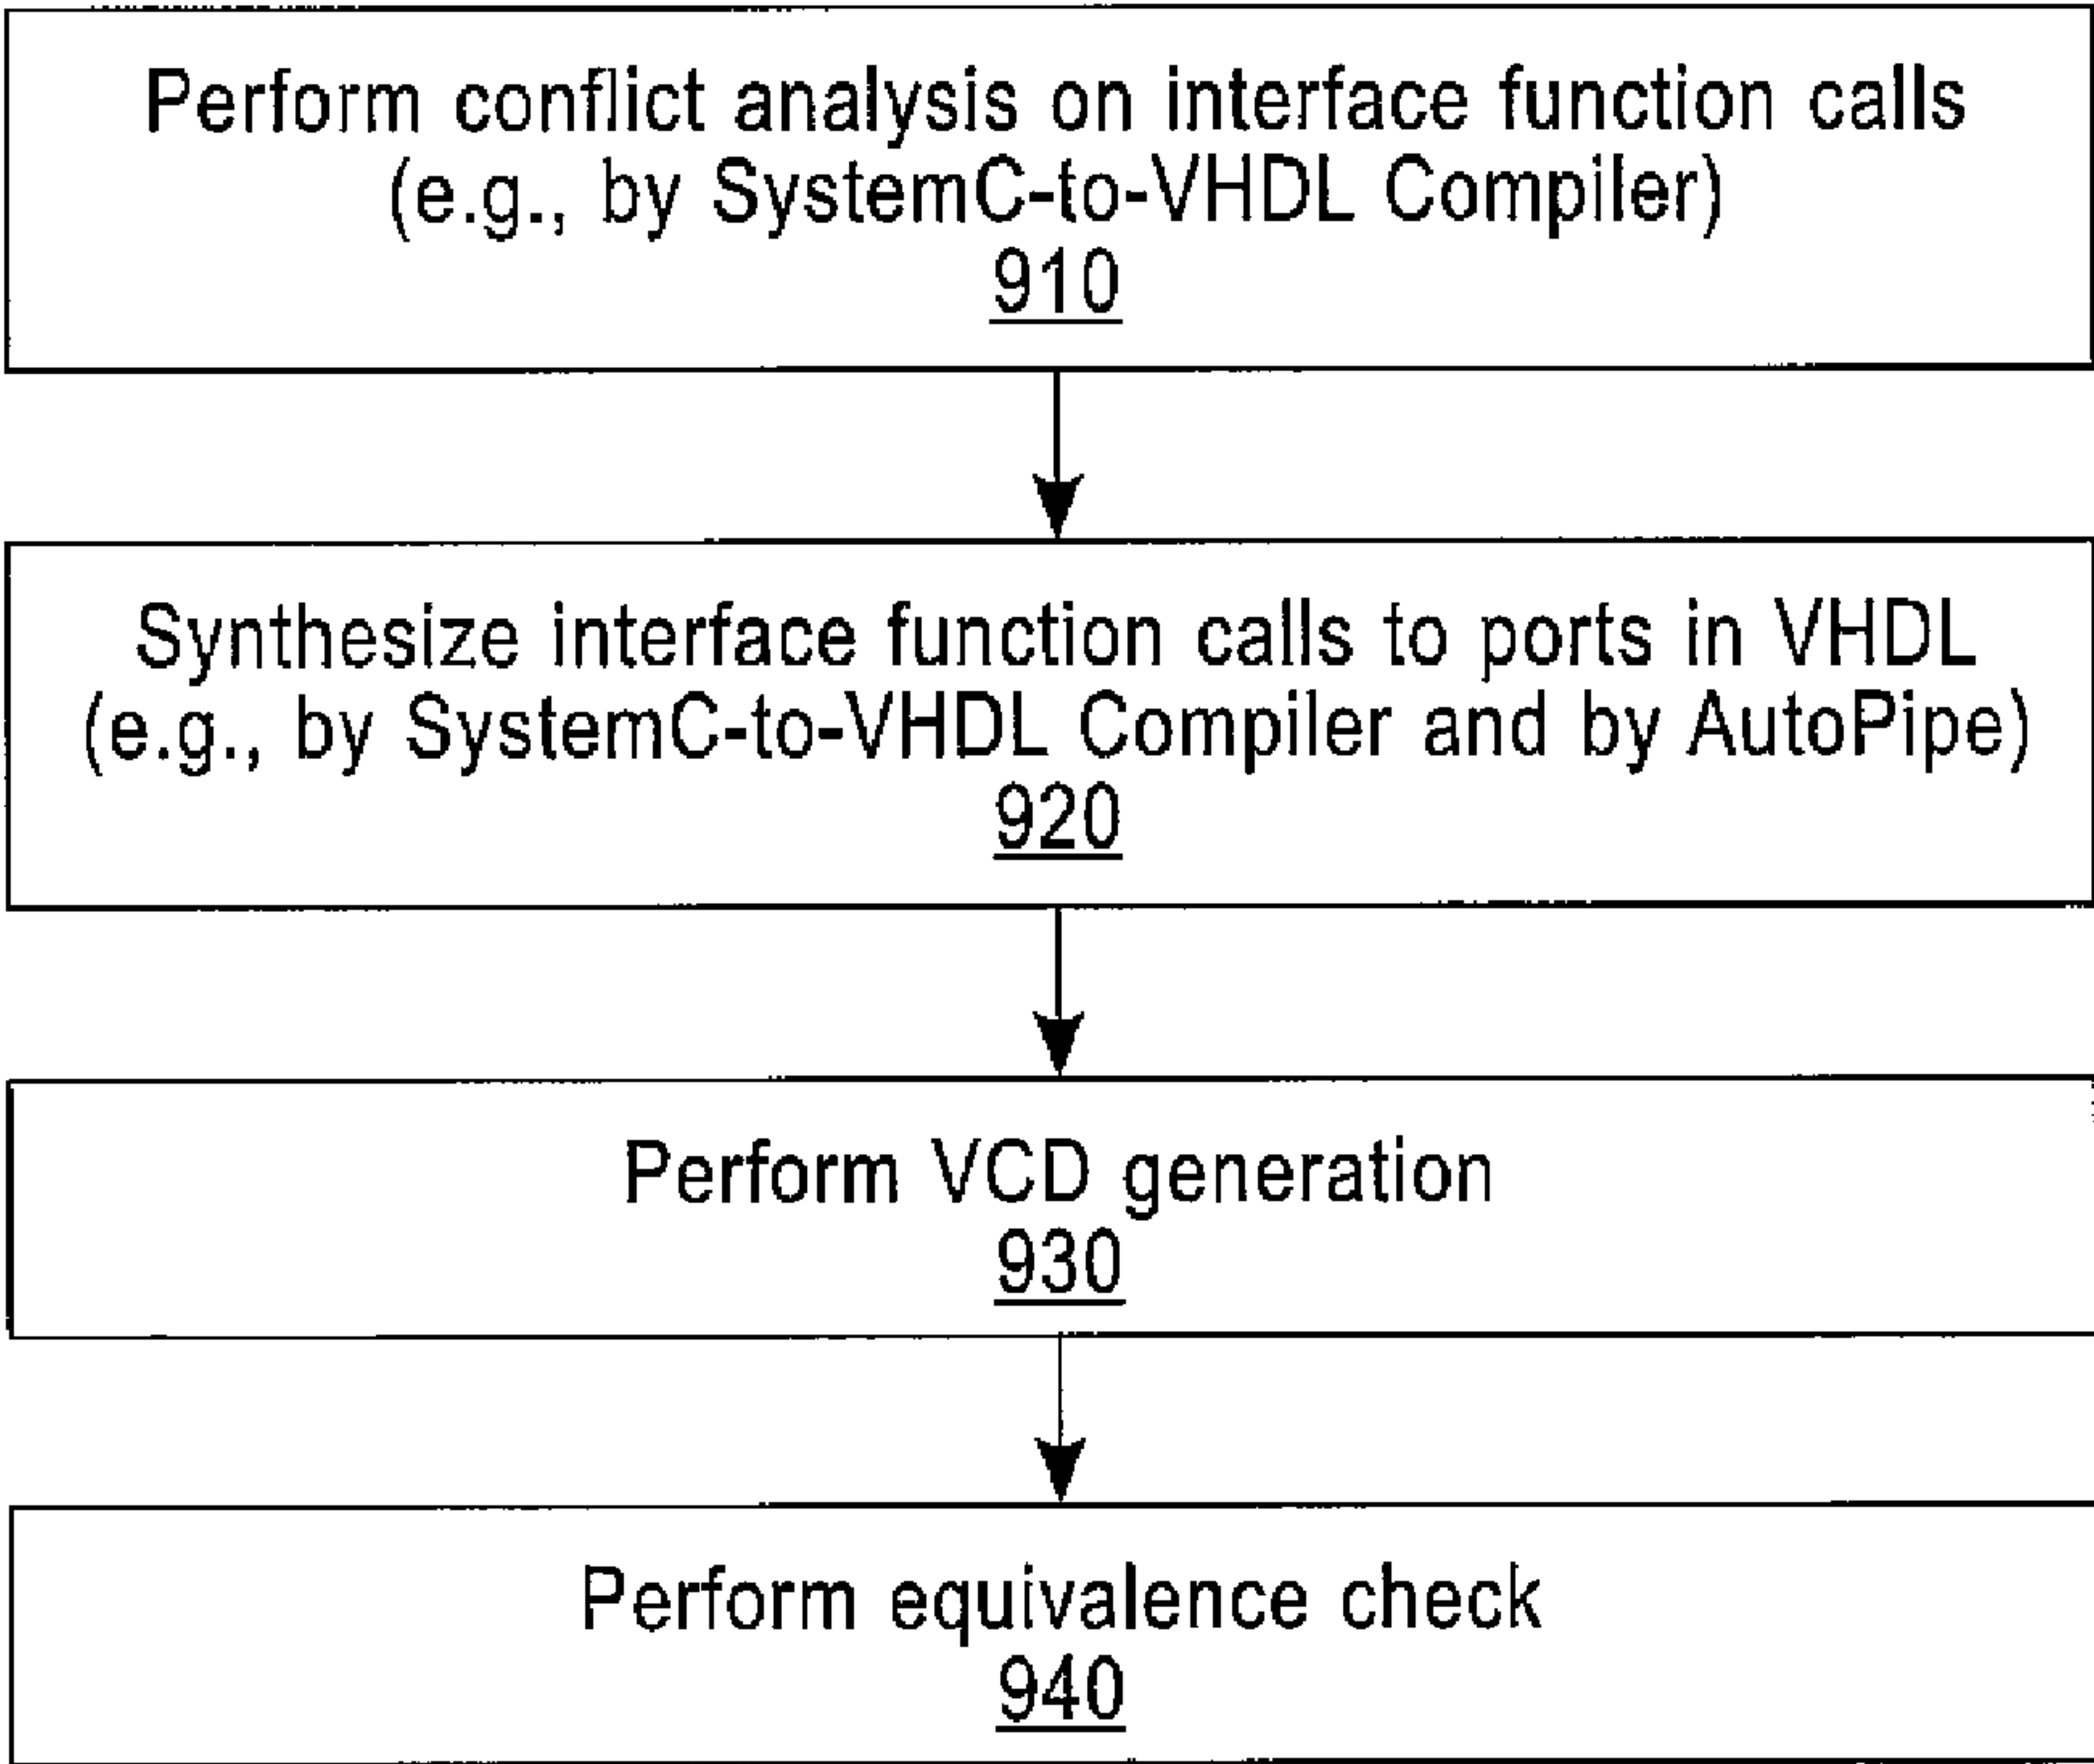 Perform conflict analysis on interface function calls
(e.g., by SystemC-to-VHDL Compiler)
910
Synthesize interface function calls to ports in VHDL
(e.g., by SystemC-to-VHDL Compiler and by AutoPipe)
920
Perform VCD generation
930
Perform equivalence check
940